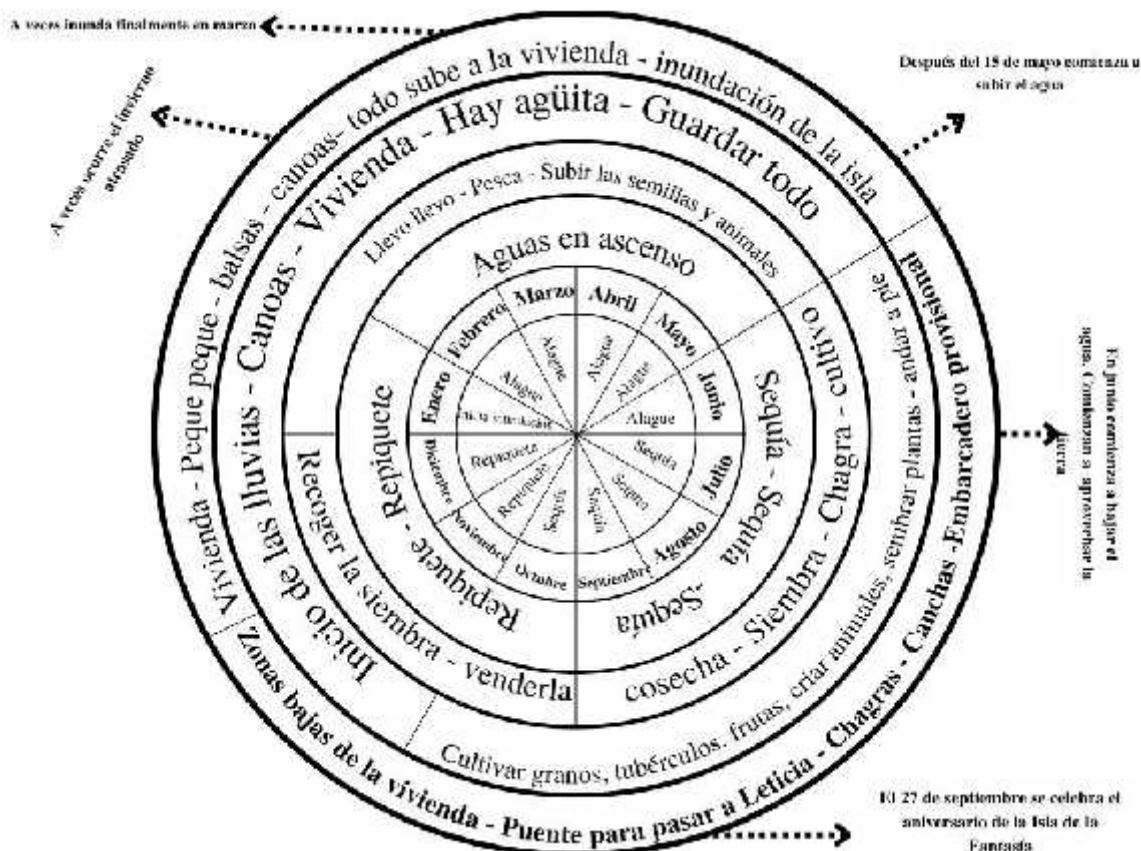 A veces inunda finalmente en marzo
A veces ocurre el invierno
atrasado
Después del 15 de mayo comienza a
subir el agua
En junio comienza a bajar el
agua. Comienzan a aprovechar la
tierra
El 27 de septiembre se celebra el
aniversario de la Isla de la
Fantasía
Vivienda - Peque peque - balsas - canoas- todo sube a la vivienda - inundación de la isla
Embarcadero provisional
Zonas bajas de la vivienda - Puente para pasar a Leticia - Chagras - Canchas -
Inicio de las lluvias - Canoas - Vivienda - Hay agüita - Guardar todo
Cultivar granos, tubérculos. frutas, criar animales, sembrar plantas - andar a pie
Llevo llevo - Pesca - Subir las semillas y animales
cosecha - Siembra - Chagra - cultivo
Recoger la siembra - venderla
Aguas en ascenso
Sequía - Sequía
-Sequía
Repiquete - Repiquete
Enero
Febrero
Marzo
Abril
Mayo
Junio
Julio
Agosto
Septiembre
Octubre
Noviembre
Diciembre
Alague
Alague
Alague
Alague
Alague
Sequía
Sequía
Sequía
Sequía
Repiquete
Repiquete